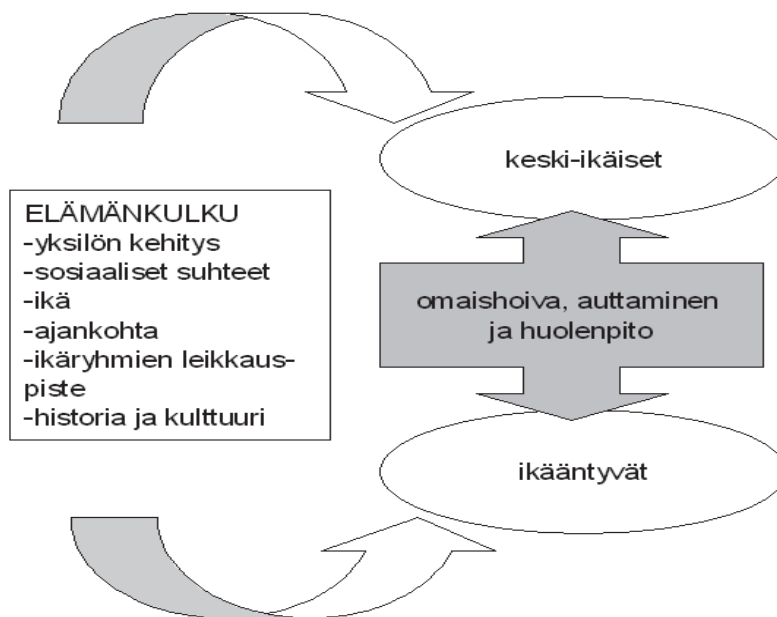 keski-ikäiset
ELÄMÄNKULKU
-yksilön kehitys
-sosiaaliset suhteet
-ikä
-ajankohta
-ikäryhmien leikkaus-
piste
-historia ja kulttuuri
omaishoiva, auttaminen
ja huolenpito
ikääntyvät